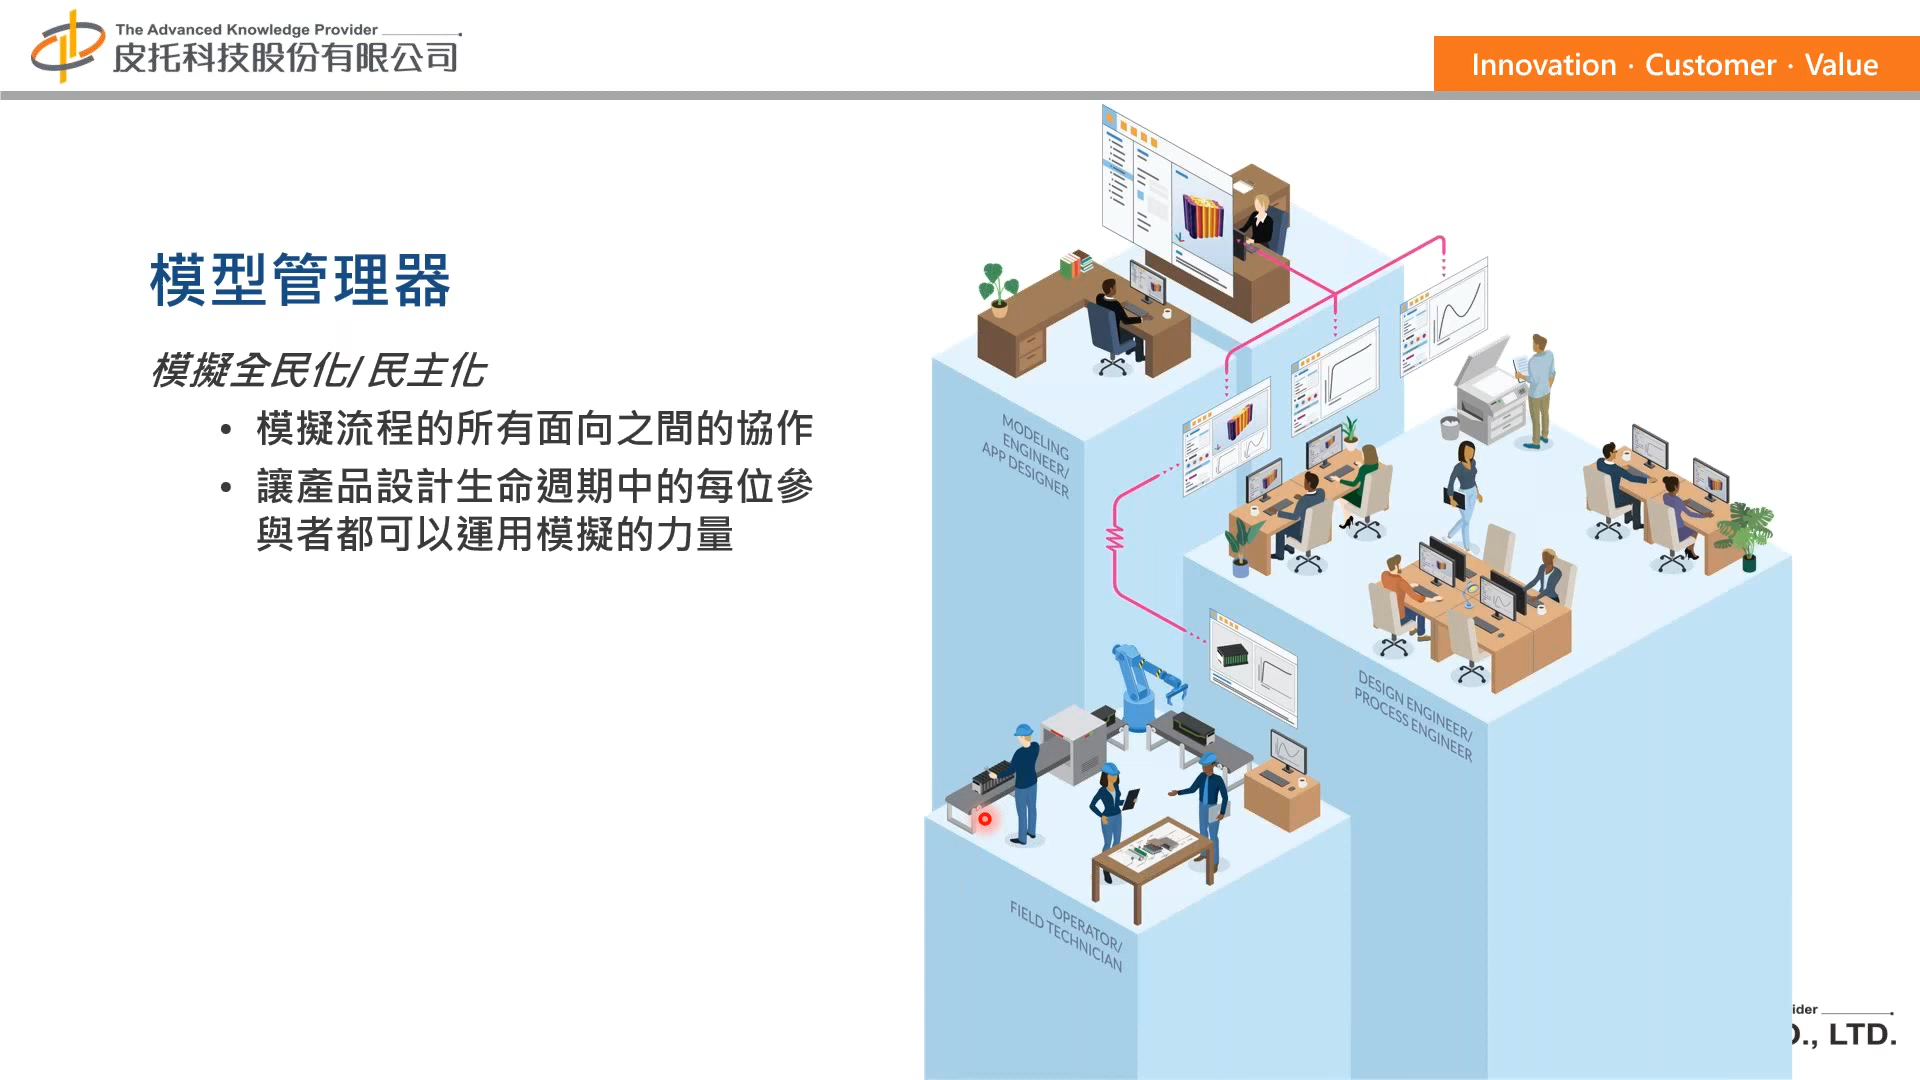 The Advanced Knowledge Provider
皮托科技股份有限公司
Innovation · Customer · Value
模型管理器
模擬全民化/民主化
• 模擬流程的所有面向之間的協作
• 讓產品設計生命週期中的每位參
與者都可以運用模擬的力量
MODELING
ENGINEER/
APP DESIGNER
DESIGN ENGINEER/
PROCESS ENGINEER
OPERATOR/
FIELD TECHNICIAN
ider
., LTD.